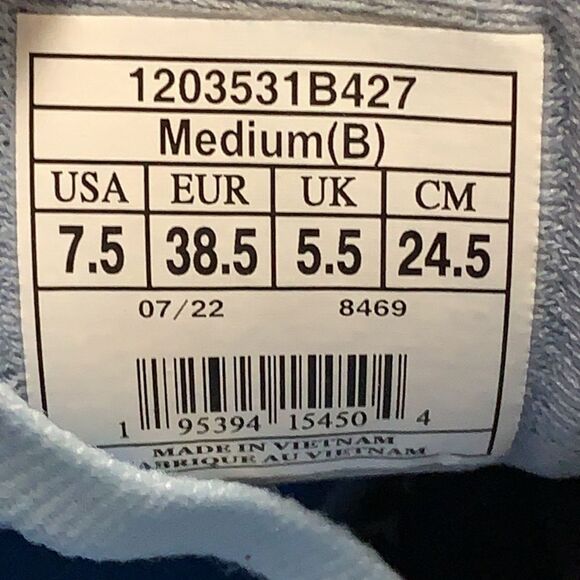 1203531B427
Medium(B)
USA EUR UK CM
7.5 38.5 5.5 24.5
07/22 8469
1 95394 15450 4
MADE IN VIETNAM
FABRIQUE AU VIETNAM